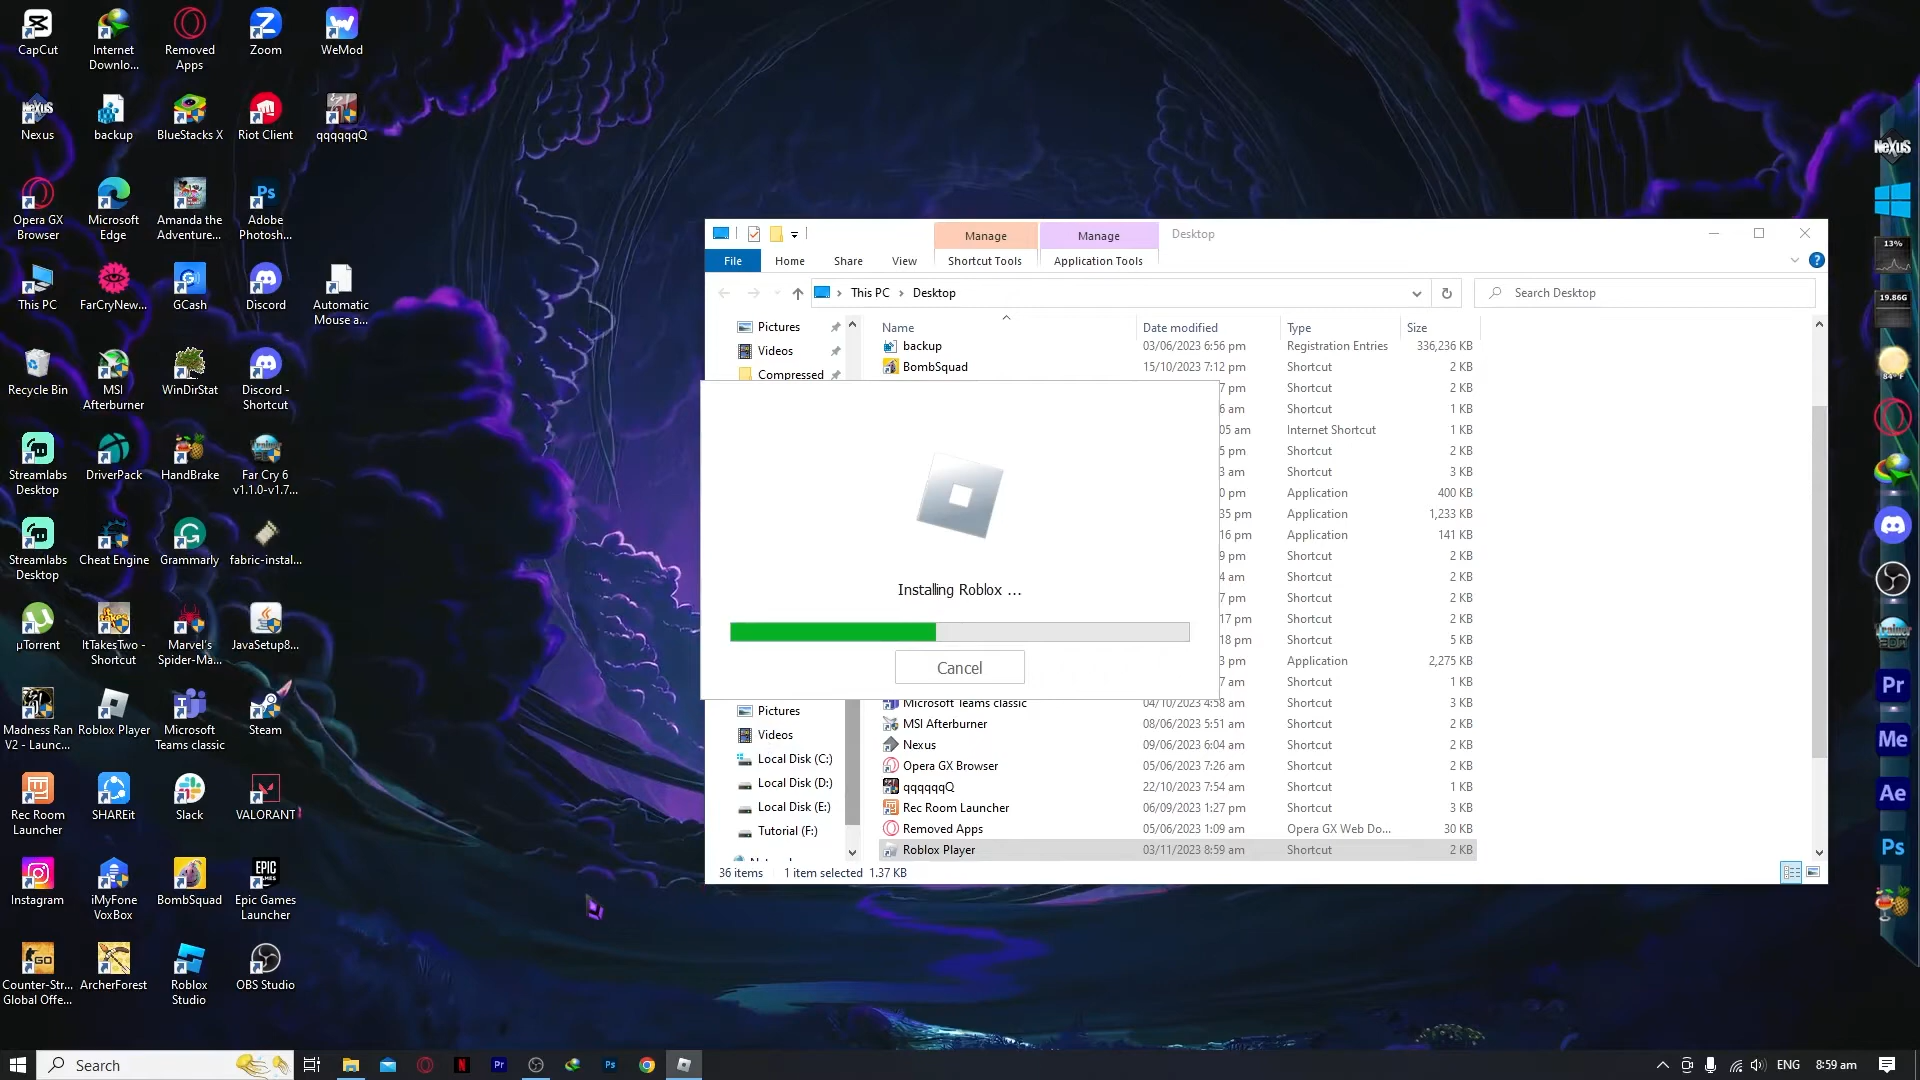 CapCut
Internet Downlo...
Removed Apps
Zoom
WeMod
Nexus
backup
BlueStacks X
Riot Client
qqqqqqQ
Opera GX Browser
Microsoft Edge
Amanda the Adventure...
Adobe Photosh...
This PC
FarCryNew...
GCash
Discord
Automatic Mouse a...
Recycle Bin
MSI Afterburner
WinDirStat
Discord - Shortcut
Streamlabs Desktop
DriverPack
HandBrake
Far Cry 6 v1.1.0-v1.7...
Streamlabs Desktop
Cheat Engine
Grammarly
fabric-instal...
µTorrent
ItTakesTwo - Shortcut
Marvel's Spider-Ma...
JavaSetup8...
Madness Ran V2 - Launc...
Roblox Player
Microsoft Teams classic
Steam
Rec Room Launcher
SHAREit
Slack
VALORANT
Instagram
iMyFone VoxBox
BombSquad
Epic Games Launcher
Counter-Str... Global Offe...
ArcherForest
Roblox Studio
OBS Studio
Manage
Manage
Desktop
File
Home
Share
View
Shortcut Tools
Application Tools
This PC > Desktop
Search Desktop
Pictures
Videos
Compressed
Name Date modified Type Size
backup 03/06/2023 6:56 pm Registration Entries 336,236 KB
BombSquad 15/10/2023 7:12 pm Shortcut 2 KB
7 pm Shortcut 2 KB
6 am Shortcut 1 KB
05 am Internet Shortcut 1 KB
5 pm Shortcut 2 KB
3 am Shortcut 3 KB
0 pm Application 400 KB
35 pm Application 1,233 KB
16 pm Application 141 KB
9 pm Shortcut 2 KB
4 am Shortcut 2 KB
7 pm Shortcut 2 KB
17 pm Shortcut 2 KB
18 pm Shortcut 5 KB
3 pm Application 2,275 KB
7 am Shortcut 1 KB
Microsoft Teams classic 04/10/2023 4:58 am Shortcut 3 KB
MSI Afterburner 08/06/2023 5:51 am Shortcut 2 KB
Nexus 09/06/2023 6:04 am Shortcut 2 KB
Opera GX Browser 05/06/2023 7:26 am Shortcut 2 KB
qqqqqqQ 22/10/2023 7:54 am Shortcut 1 KB
Rec Room Launcher 06/09/2023 1:27 pm Shortcut 3 KB
Removed Apps 05/06/2023 1:09 am Opera GX Web Do... 30 KB
Roblox Player 03/11/2023 8:59 am Shortcut 2 KB
Installing Roblox ...
Cancel
Pictures
Videos
Local Disk (C:)
Local Disk (D:)
Local Disk (E:)
Tutorial (F:)
36 items 1 item selected 1.37 KB
NeXuS
13%
19.86G
84°F
Pr
Me
Ae
Ps
Search
ENG
8:59 am